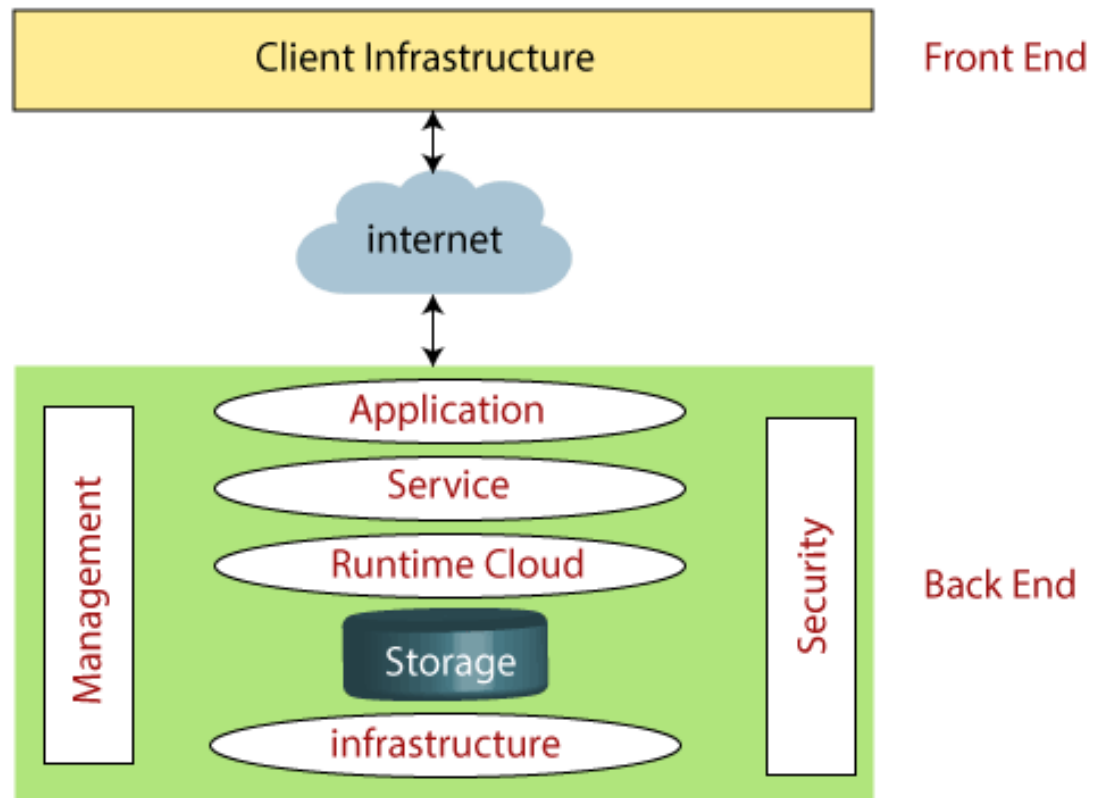 Client Infrastructure
Front End
internet
Application
Service
Runtime Cloud
Storage
infrastructure
Management
Security
Back End